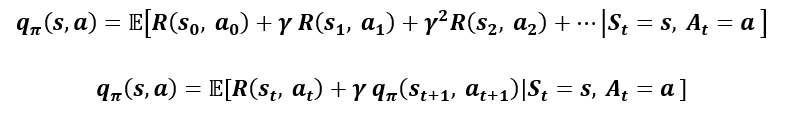 qπ(s, a) = 𝔼[R(s₀, a₀) + γ R(s₁, a₁) + γ²R(s₂, a₂) + ⋯ |Sₜ = s, Aₜ = a ]
qπ(s, a) = 𝔼[R(sₜ, aₜ) + γ qπ(sₜ₊₁, aₜ₊₁)|Sₜ = s, Aₜ = a ]